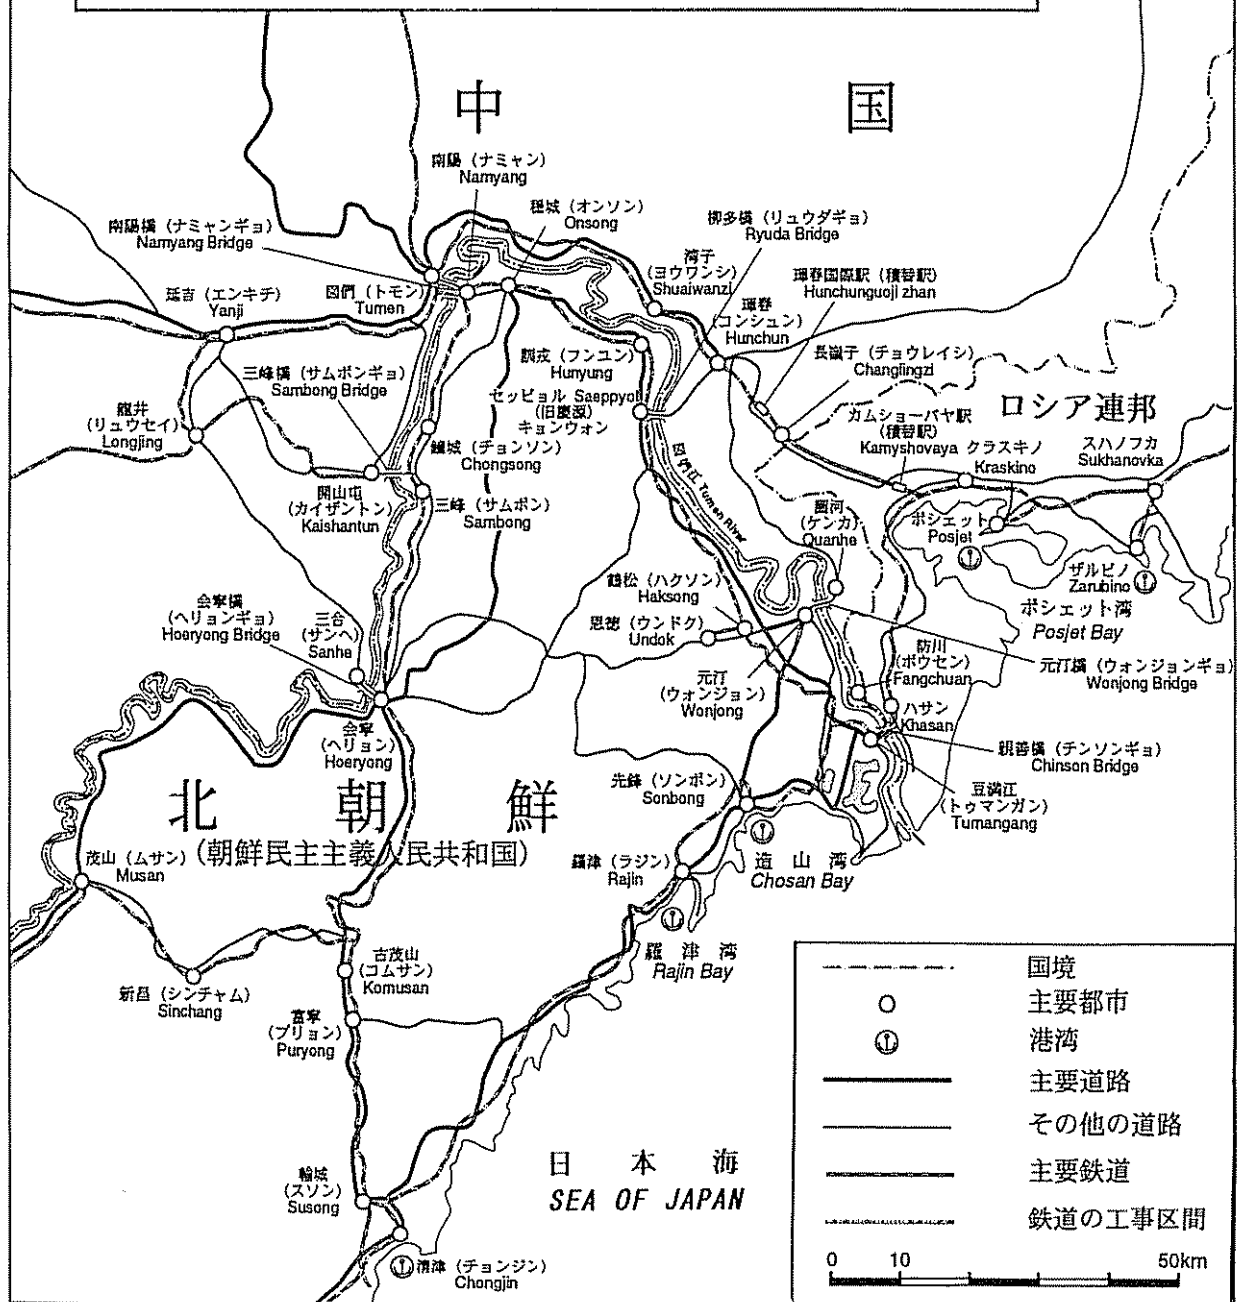 中 国
南陽（ナミャン）
Namyang
南陽橋（ナミャンギョ）
Namyang Bridge
穏城（オンソン）
Onsong
柳多橋（リュウダギョ）
Ryuda Bridge
湾子
（ヨウワンシ）
Shuaiwanzi
琿春国際駅（積替駅）
Hunchunguoji zhan
延吉（エンキチ）
Yanji
図們（トモン）
Tumen
琿春
（コンシュン）
Hunchun
訓戎（フンユン）
Hunyung
長嶺子（チョウレイシ）
Changlingzi
三峰橋（サムボンギョ）
Sambong Bridge
セッピョル Saeppyol
（旧慶源）
キョンウォン
ロシア連邦
カムショーバヤ駅
（積替駅）
Kamyshovaya
クラスキノ
Kraskino
スハノフカ
Sukhanovka
龍井
（リュウセイ）
Longjing
鐘城（チョンソン）
Chongsong
図們江 Tumen River
開山屯
（カイザントン）
Kaishantun
三峰（サムボン）
Sambong
圏河
（ケンカ）
Quanhe
ポシェット
Posjet
ザルビノ
Zarubino
ポシェット湾
Posjet Bay
鶴松（ハクソン）
Haksong
会寧橋
（ヘリョンギョ）
Hoeryong Bridge
三合
（サンヘ）
Sanhe
恩徳（ウンドク）
Undok
防川
（ボウセン）
Fangchuan
元汀橋（ウォンジョンギョ）
Wonjong Bridge
元汀
（ウォンジョン）
Wonjong
ハサン
Khasan
会寧
（ヘリョン）
Hoeryong
親善橋（チンソンギョ）
Chinson Bridge
先鋒（ソンボン）
Sonbong
豆満江
（トゥマンガン）
Tumangang
北 朝 鮮
（朝鮮民主主義人民共和国）
茂山（ムサン）
Musan
羅津（ラジン）
Rajin
造山湾
Chosan Bay
羅津湾
Rajin Bay
古茂山
（コムサン）
Komusan
新昌（シンチャム）
Sinchang
富寧
（プリョン）
Puryong
輸城
（スソン）
Susong
日 本 海
SEA OF JAPAN
清津（チョンジン）
Chongjin
国境
主要都市
港湾
主要道路
その他の道路
主要鉄道
鉄道の工事区間
0 10 50km